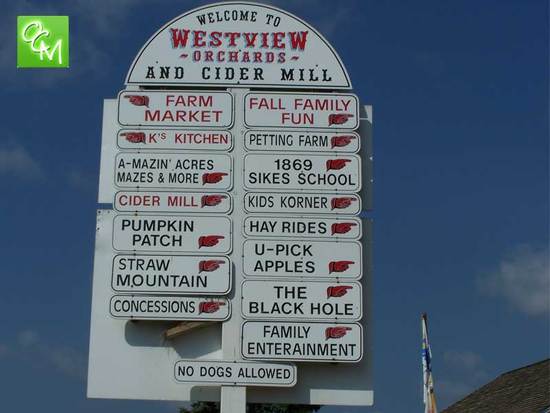 OCM
WELCOME TO
WESTVIEW
- ORCHARDS -
AND CIDER MILL
FARM
MARKET
K's KITCHEN
A-MAZIN' ACRES
MAZES & MORE
CIDER MILL
PUMPKIN
PATCH
STRAW
MOUNTAIN
CONCESSIONS
FALL FAMILY
FUN
PETTING FARM
1869
SIKES SCHOOL
KIDS KORNER
HAY RIDES
U-PICK
APPLES
THE
BLACK HOLE
FAMILY
ENTERAINMENT
NO DOGS ALLOWED